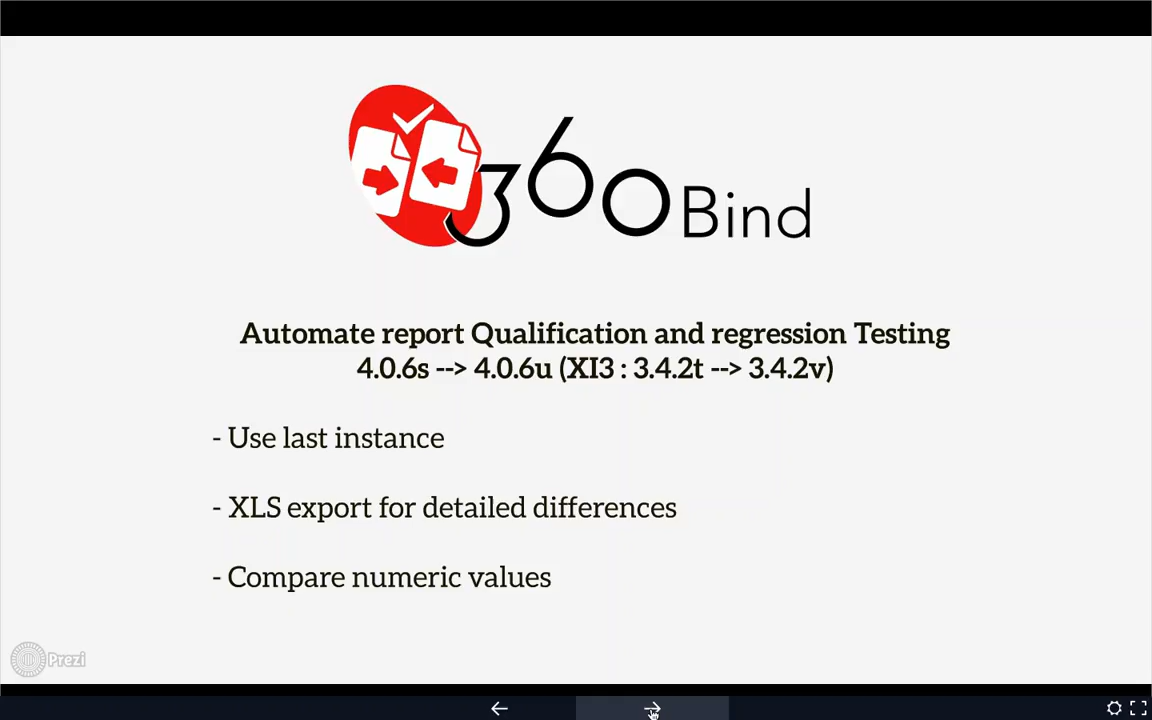 360Bind
Automate report Qualification and regression Testing
4.0.6s --> 4.0.6u (XI3 : 3.4.2t --> 3.4.2v)
- Use last instance
- XLS export for detailed differences
- Compare numeric values
Prezi